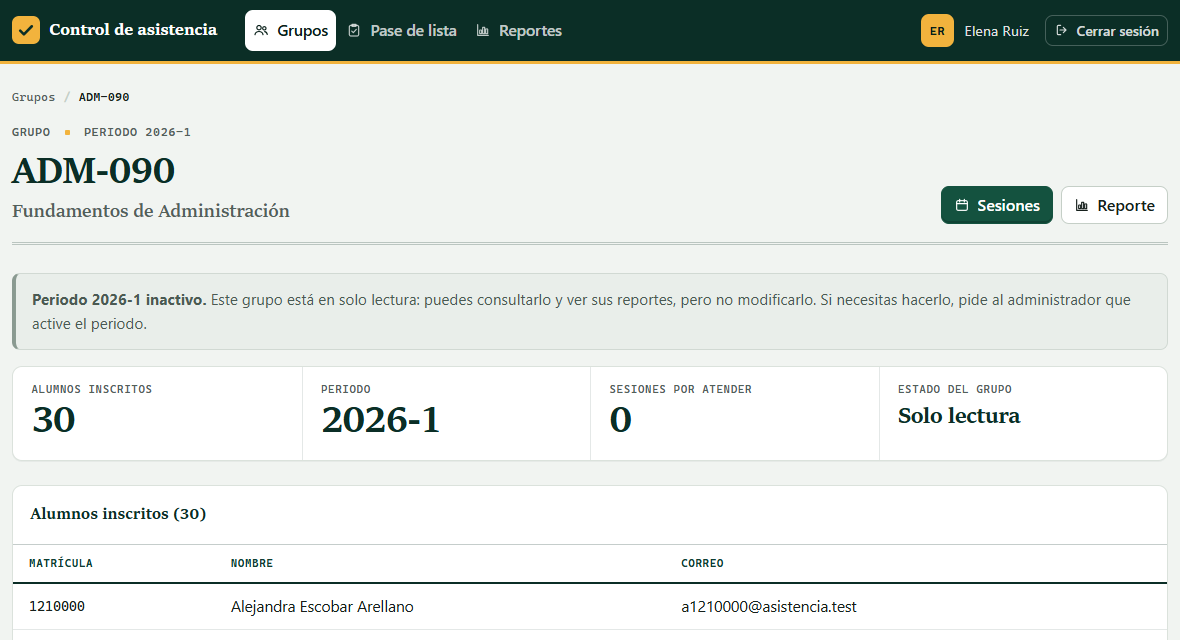 Control de asistencia
Grupos
Pase de lista
Reportes
ER
Elena Ruiz
Cerrar sesión
Grupos / ADM-090
GRUPO ▪ PERIODO 2026-1
ADM-090
Fundamentos de Administración
Sesiones
Reporte
Periodo 2026-1 inactivo. Este grupo está en solo lectura: puedes consultarlo y ver sus reportes, pero no modificarlo. Si necesitas hacerlo, pide al administrador que
active el periodo.
ALUMNOS INSCRITOS
30
PERIODO
2026-1
SESIONES POR ATENDER
0
ESTADO DEL GRUPO
Solo lectura
Alumnos inscritos (30)
MATRÍCULA NOMBRE CORREO
1210000 Alejandra Escobar Arellano a1210000@asistencia.test